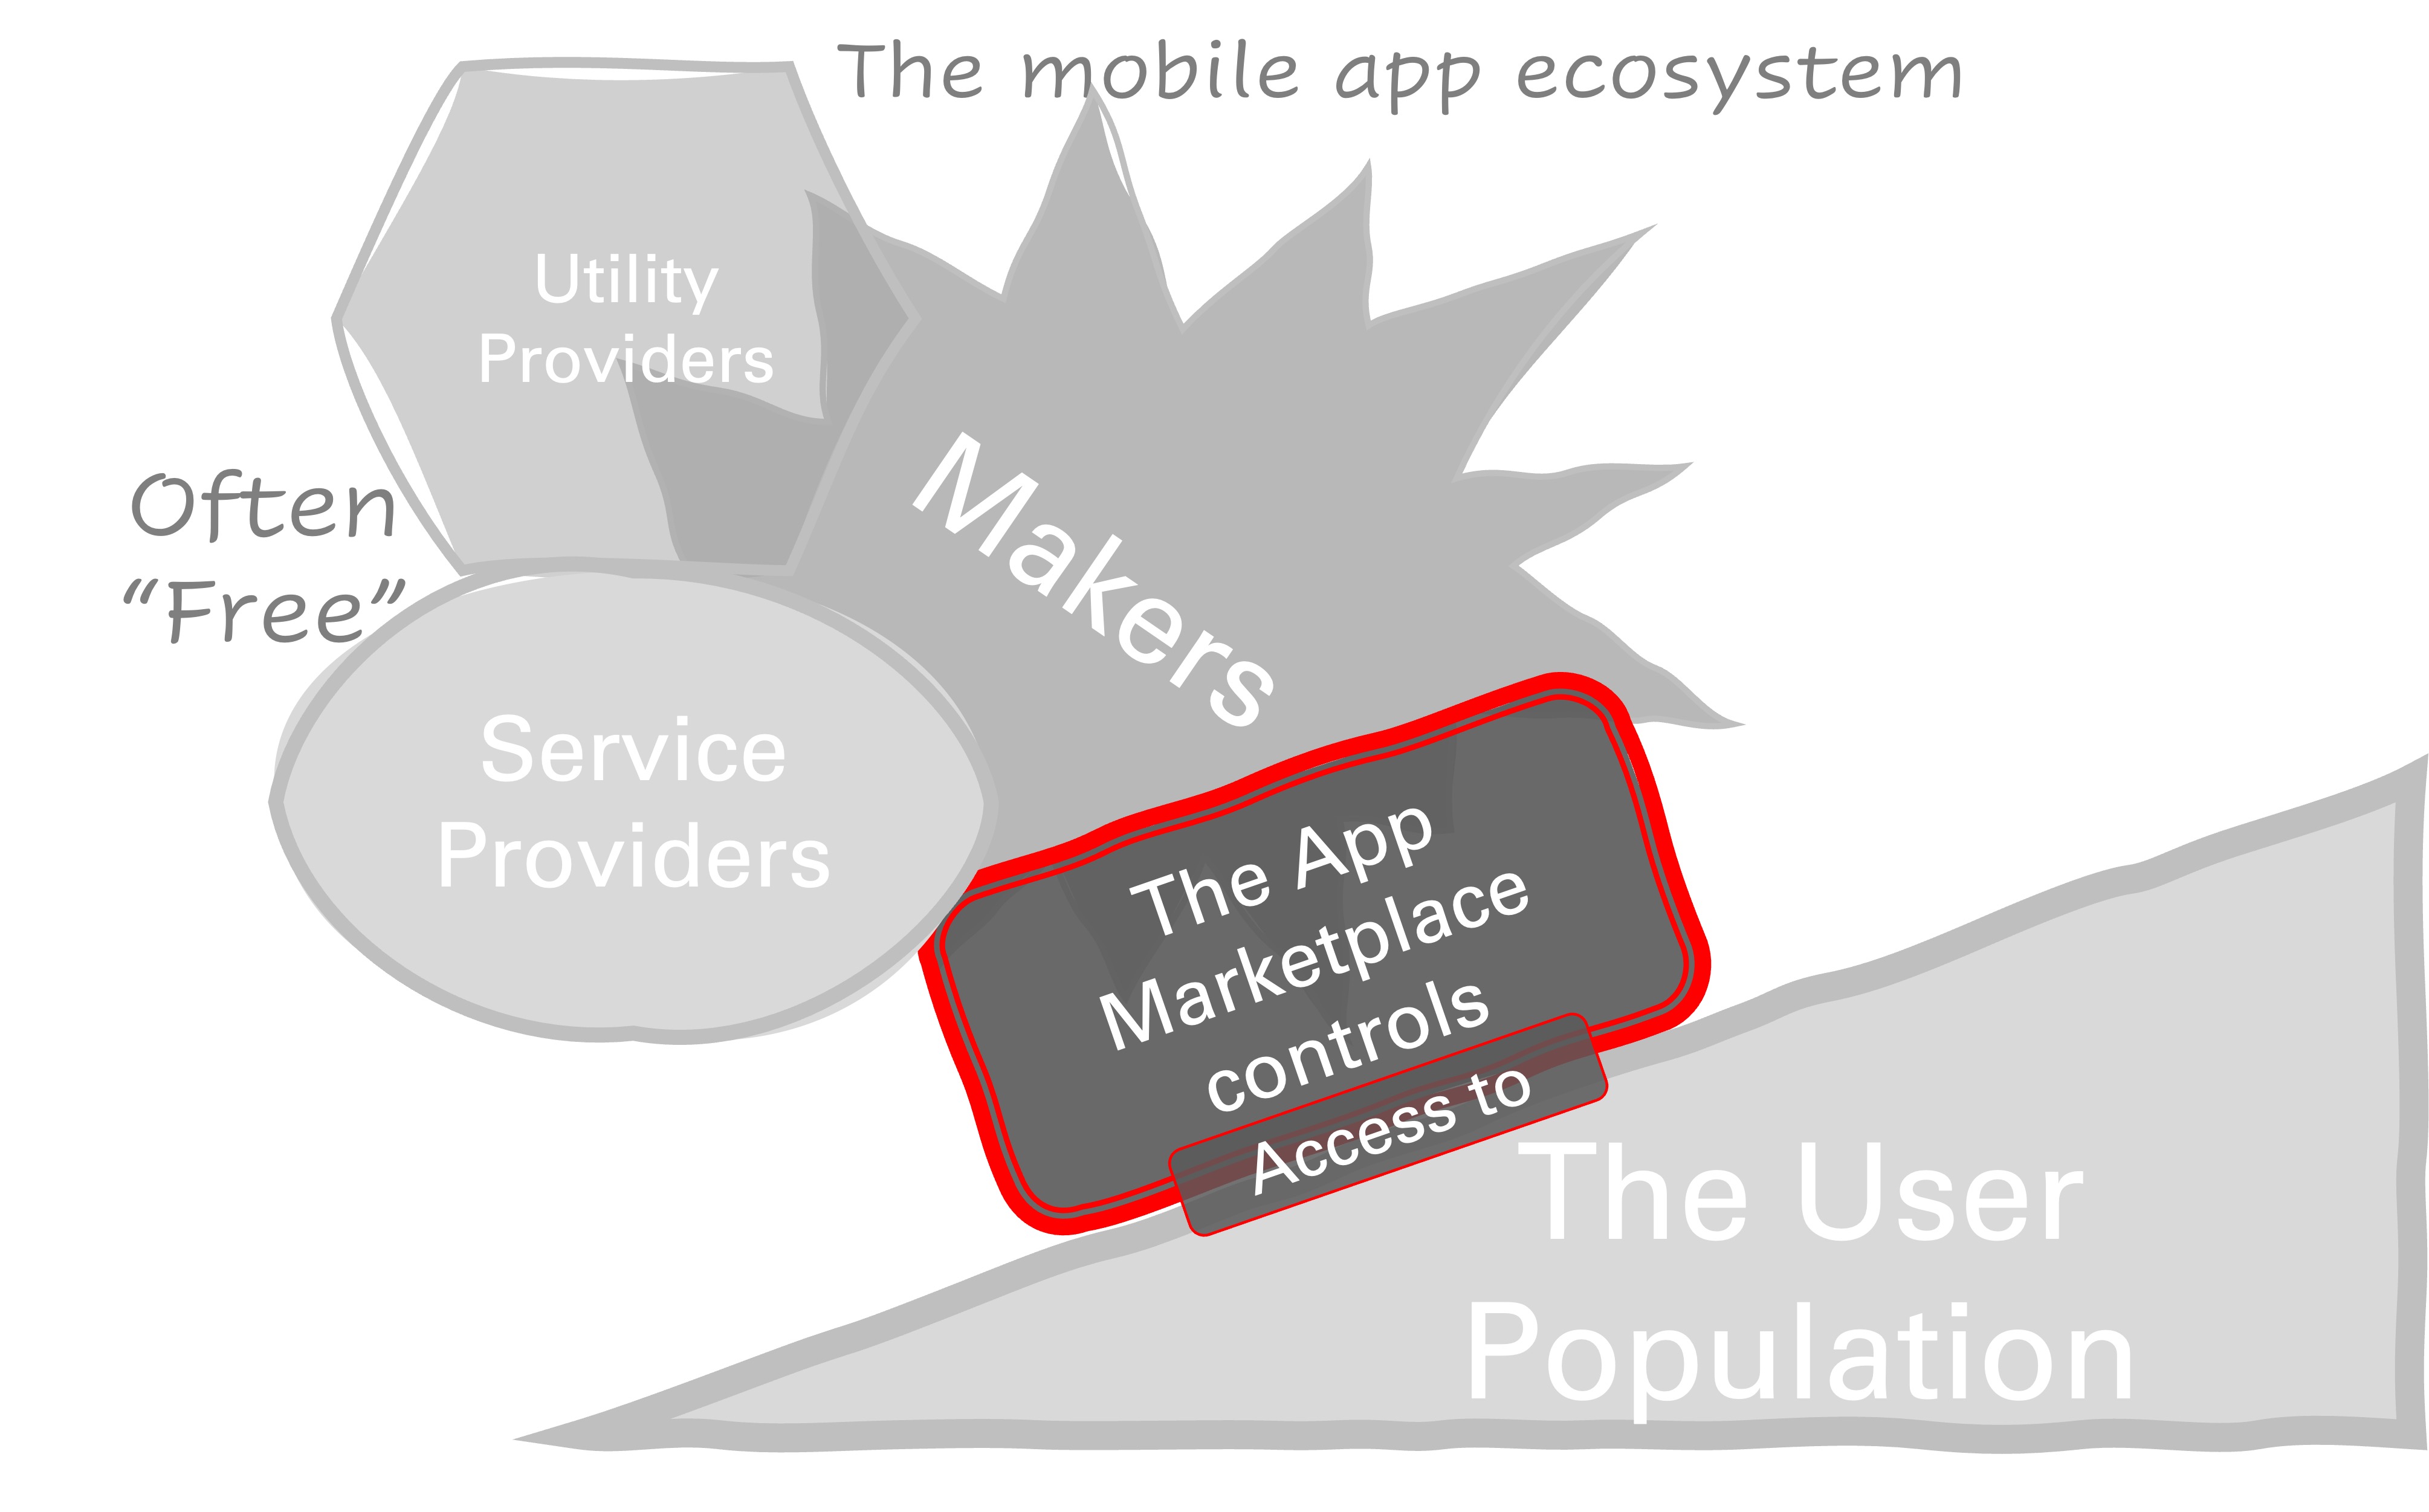 The mobile app ecosystem
Utility
Providers
Often
“Free”
Makers
Service
Providers
The App
Marketplace
controls
Access to
The User
Population